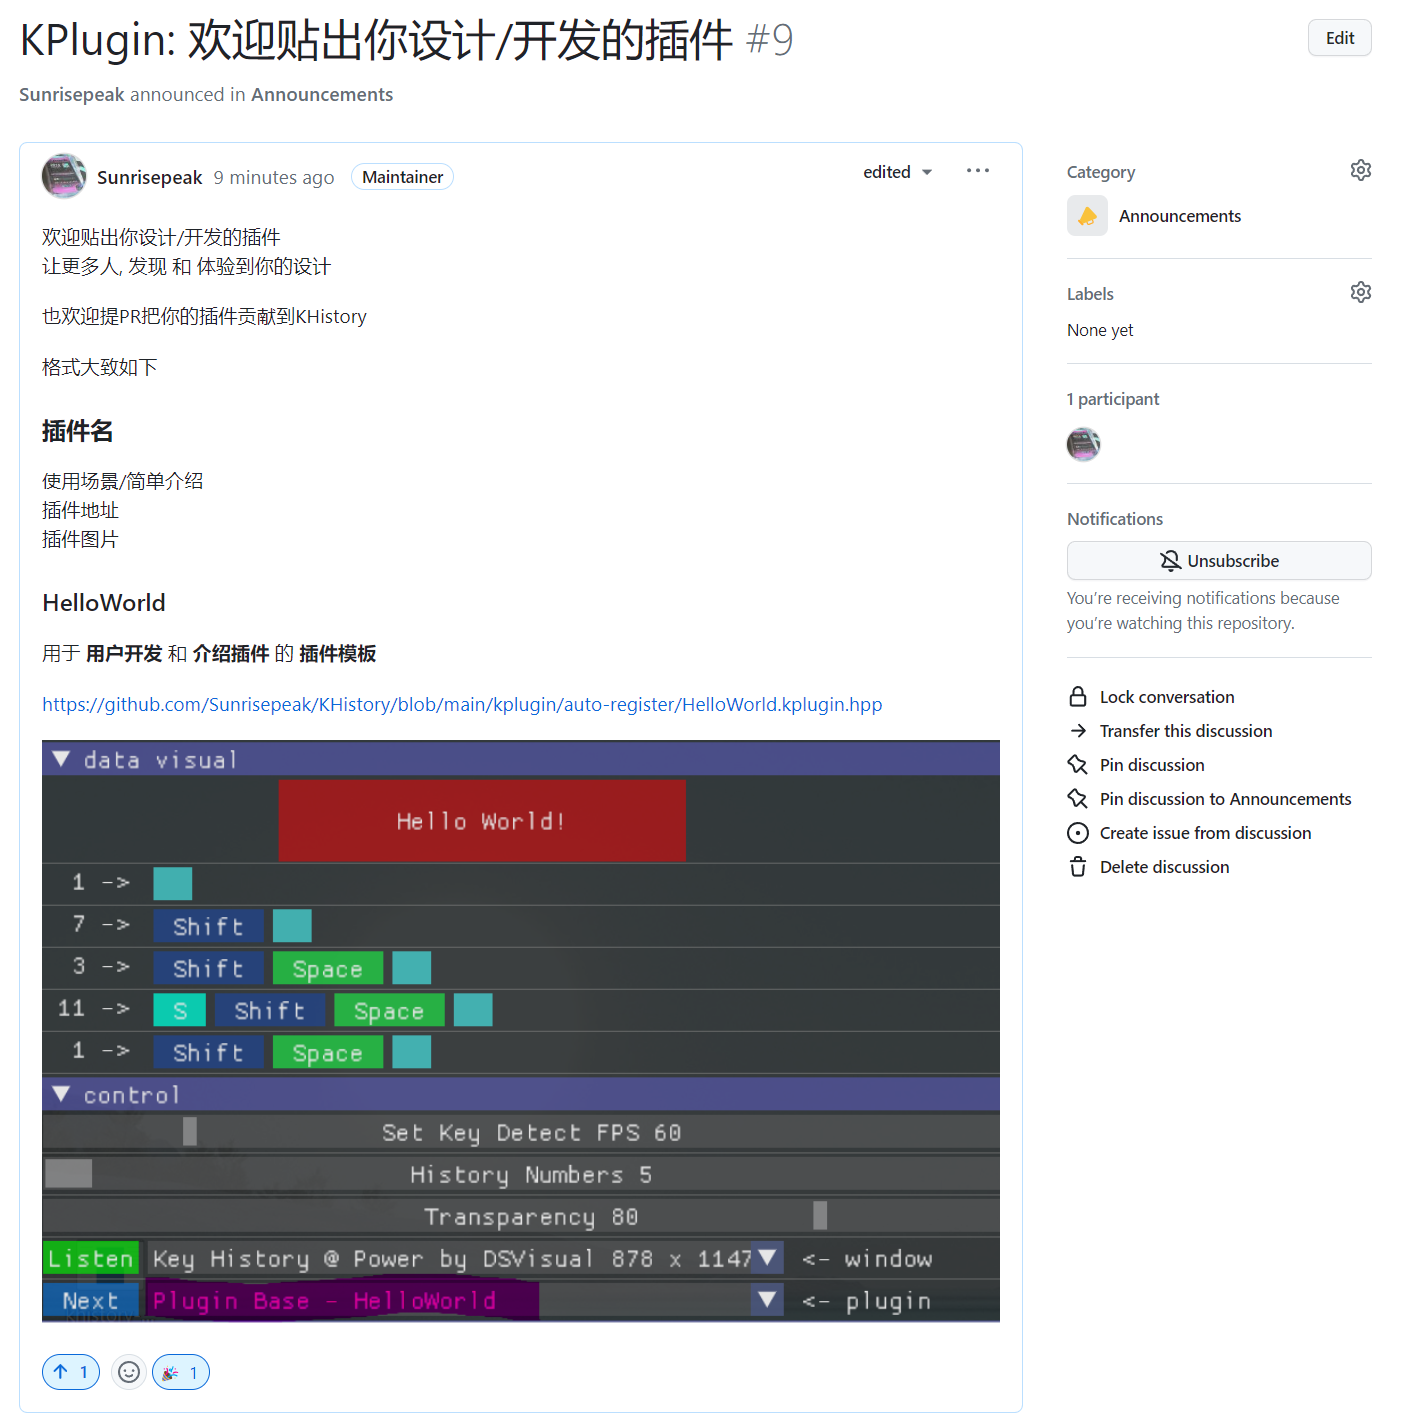 KPlugin: 欢迎贴出你设计/开发的插件 #9
Edit
Sunrisepeak announced in Announcements
Sunrisepeak 9 minutes ago Maintainer
edited
欢迎贴出你设计/开发的插件
让更多人, 发现 和 体验到你的设计
也欢迎提PR把你的插件贡献到KHistory
格式大致如下
插件名
使用场景/简单介绍
插件地址
插件图片
HelloWorld
用于 用户开发 和 介绍插件 的 插件模板
https://github.com/Sunrisepeak/KHistory/blob/main/kplugin/auto-register/HelloWorld.kplugin.hpp
data visual
Hello World!
1 ->
7 -> Shift
3 -> Shift Space
11 -> S Shift Space
1 -> Shift Space
control
Set Key Detect FPS 60
History Numbers 5
Transparency 80
Listen Key History @ Power by DSVisual 878 x 1147 <- window
Next Plugin Base - HelloWorld <- plugin
1
1
Category
Announcements
Labels
None yet
1 participant
Notifications
Unsubscribe
You’re receiving notifications because
you’re watching this repository.
Lock conversation
Transfer this discussion
Pin discussion
Pin discussion to Announcements
Create issue from discussion
Delete discussion